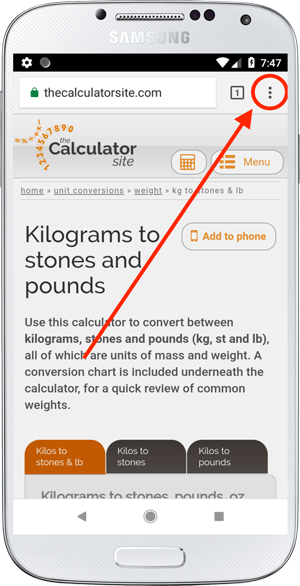 SAMSUNG
7:47
thecalculatorsite.com
1
1234567890
the
Calculator
site
Menu
home » unit conversions » weight » kg to stones & lb
Kilograms to
stones and
pounds
Add to phone
Use this calculator to convert between
kilograms, stones and pounds (kg, st and lb),
all of which are units of mass and weight. A
conversion chart is included underneath the
calculator, for a quick review of common
weights.
Kilos to
stones & lb
Kilos to
stones
Kilos to
pounds
Kilograms to stones, pounds, oz